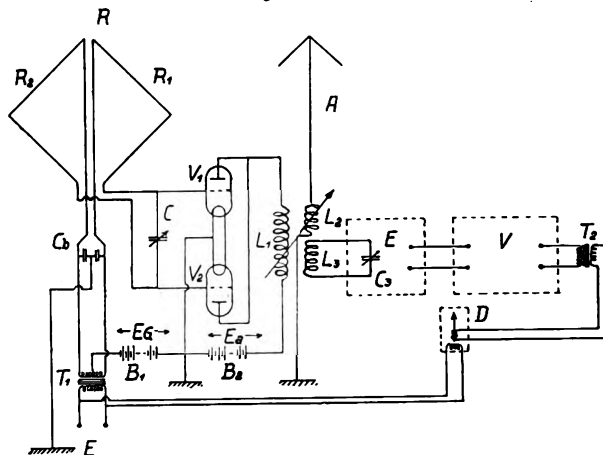 R
R₂
R₁
A
V₁
C
L₂
L₁
E
V
T₂
L₃
C₃
V₂
Cb
D
EG
Ea
B₁
B₂
T₁
E